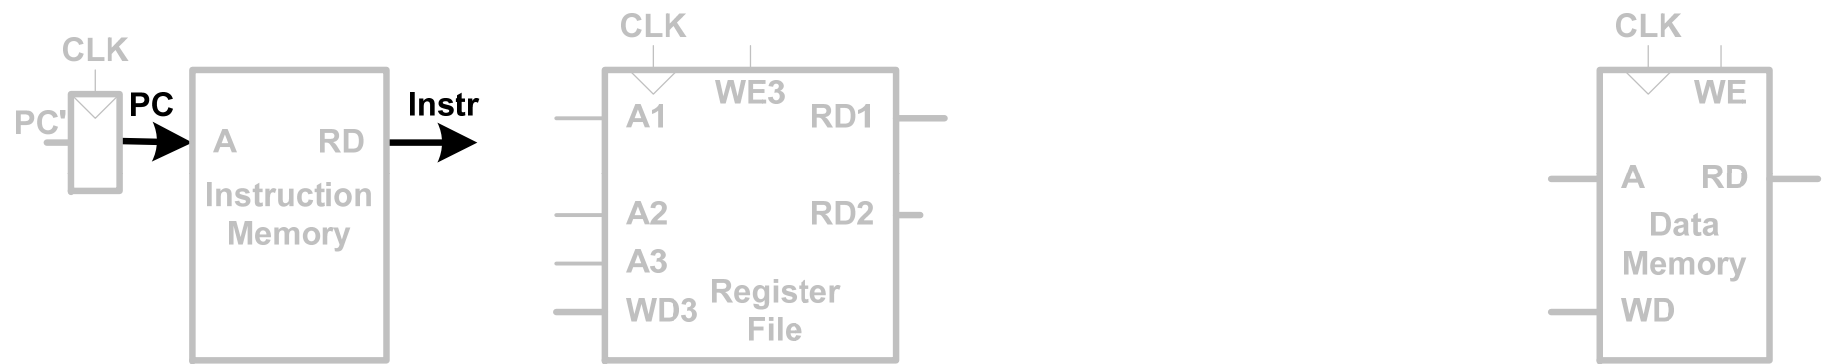 CLK
PC'
PC
A
RD
Instruction
Memory
Instr
CLK
WE3
A1
RD1
A2
RD2
A3
WD3
Register
File
CLK
WE
A
RD
Data
Memory
WD